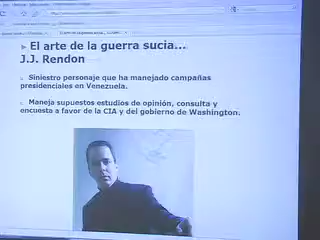 ► El arte de la guerra sucia...
J.J. Rendon
Siniestro personaje que ha manejado campañas
presidenciales en Venezuela.
Maneja supuestos estudios de opinión, consulta y
encuesta a favor de la CIA y del gobierno de Washington.